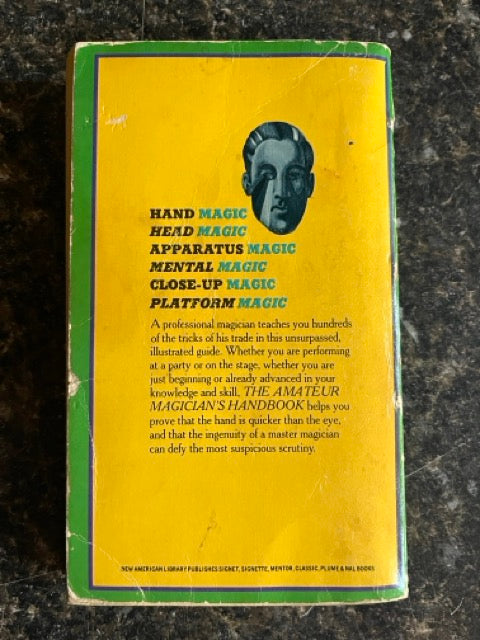 HAND MAGIC
HEAD MAGIC
APPARATUS MAGIC
MENTAL MAGIC
CLOSE-UP MAGIC
PLATFORM MAGIC
A professional magician teaches you hundreds
of the tricks of his trade in this unsurpassed,
illustrated guide. Whether you are performing
at a party or on the stage, whether you are
just beginning or already advanced in your
knowledge and skill, THE AMATEUR
MAGICIAN'S HANDBOOK helps you
prove that the hand is quicker than the eye,
and that the ingenuity of a master magician
can defy the most suspicious scrutiny.
NEW AMERICAN LIBRARY PUBLISHES SIGNET, SIGNETTE, MENTOR, CLASSIC, PLUME & NAL BOOKS